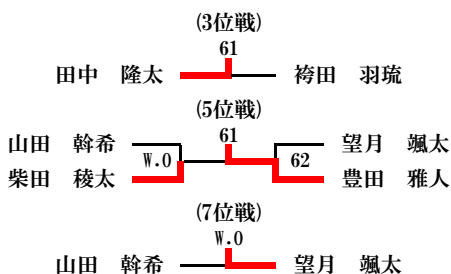 (3位戦)
61
田中　隆太　袴田　羽琉
(5位戦)
61
山田　幹希　望月　颯太
W.0　62
柴田　稜太　豊田　雅人
(7位戦)
W.0
山田　幹希　望月　颯太